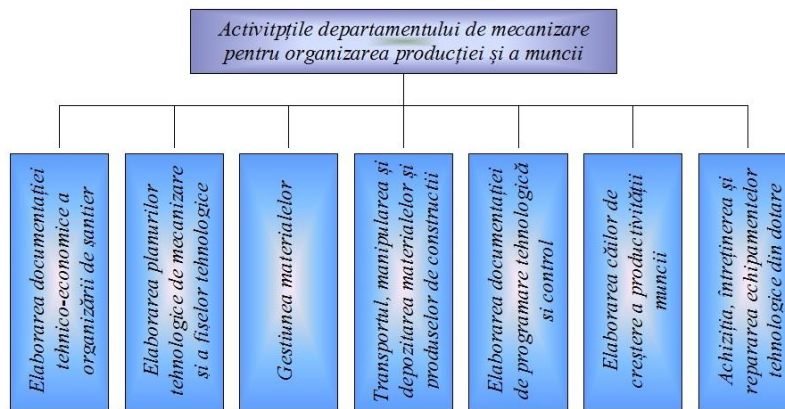 Activitpțile departamentului de mecanizare
pentru organizarea producției și a muncii
Elaborarea documentației
tehnico-economice a
organizării de șantier
Elaborarea planurilor
tehnologice de mecanizare
și a fișelor tehnologice
Gestiunea materialelor
Transportul, manipularea și
depozitarea materialelor și
produselor de constructii
Elaborarea documentației
de programare tehnologică
si control
Elaborarea căilor de
creștere a productivității
muncii
Achiziția, întreținerea și
repararea echipamentelor
tehnologice din dotare